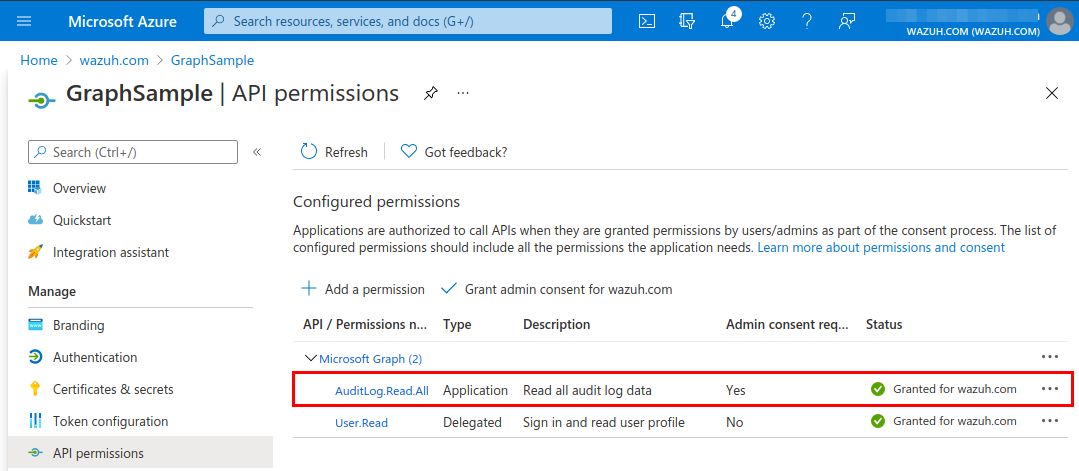 Microsoft Azure
Search resources, services, and docs (G+/)
4
WAZUH.COM (WAZUH.COM)
Home > wazuh.com > GraphSample
GraphSample | API permissions
Search (Ctrl+/)
«
Refresh
Got feedback?
Overview
Quickstart
Integration assistant
Manage
Branding
Authentication
Certificates & secrets
Token configuration
API permissions
Configured permissions
Applications are authorized to call APIs when they are granted permissions by users/admins as part of the consent process. The list of
configured permissions should include all the permissions the application needs. Learn more about permissions and consent
Add a permission
Grant admin consent for wazuh.com
API / Permissions n... Type Description Admin consent req... Status
Microsoft Graph (2)
AuditLog.Read.All Application Read all audit log data Yes Granted for wazuh.com
User.Read Delegated Sign in and read user profile No Granted for wazuh.com